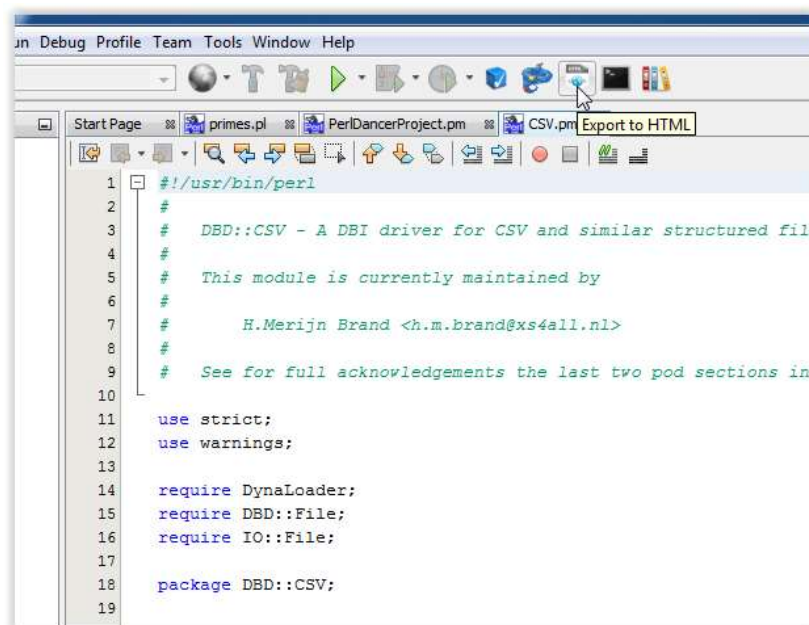 un Debug Profile Team Tools Window Help
Start Page primes.pl PerlDancerProject.pm CSV.pm Export to HTML
1 #!/usr/bin/perl
2 #
3 # DBD::CSV - A DBI driver for CSV and similar structured fil
4 #
5 # This module is currently maintained by
6 #
7 # H.Merijn Brand <h.m.brand@xs4all.nl>
8 #
9 # See for full acknowledgements the last two pod sections in
10
11 use strict;
12 use warnings;
13
14 require DynaLoader;
15 require DBD::File;
16 require IO::File;
17
18 package DBD::CSV;
19